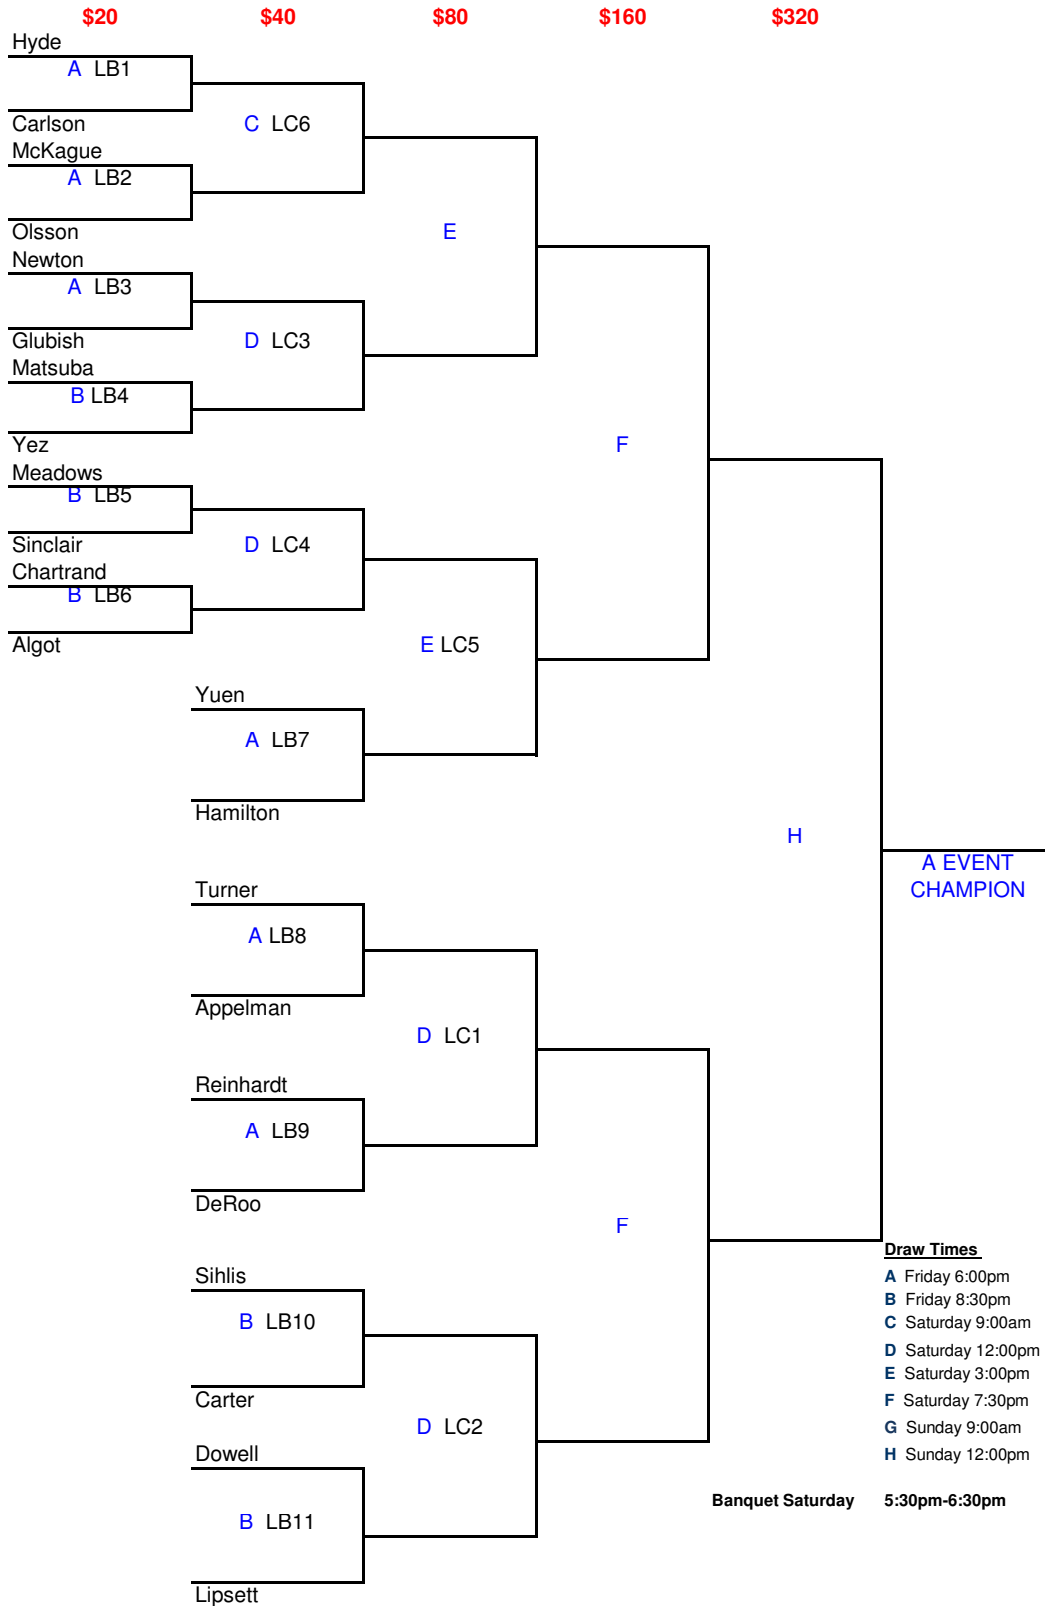 $20 $40 $80 $160 $320
Hyde
A LB1
Carlson
C LC6
McKague
A LB2
Olsson
E
Newton
A LB3
Glubish
D LC3
Matsuba
B LB4
Yez
F
Meadows
B LB5
Sinclair
D LC4
Chartrand
B LB6
Algot
E LC5
Yuen
A LB7
Hamilton
H
A EVENT
CHAMPION
Turner
A LB8
Appelman
D LC1
Reinhardt
A LB9
DeRoo
F
Sihlis
B LB10
Carter
D LC2
Dowell
B LB11
Lipsett
Draw Times
A Friday 6:00pm
B Friday 8:30pm
C Saturday 9:00am
D Saturday 12:00pm
E Saturday 3:00pm
F Saturday 7:30pm
G Sunday 9:00am
H Sunday 12:00pm
Banquet Saturday 5:30pm-6:30pm